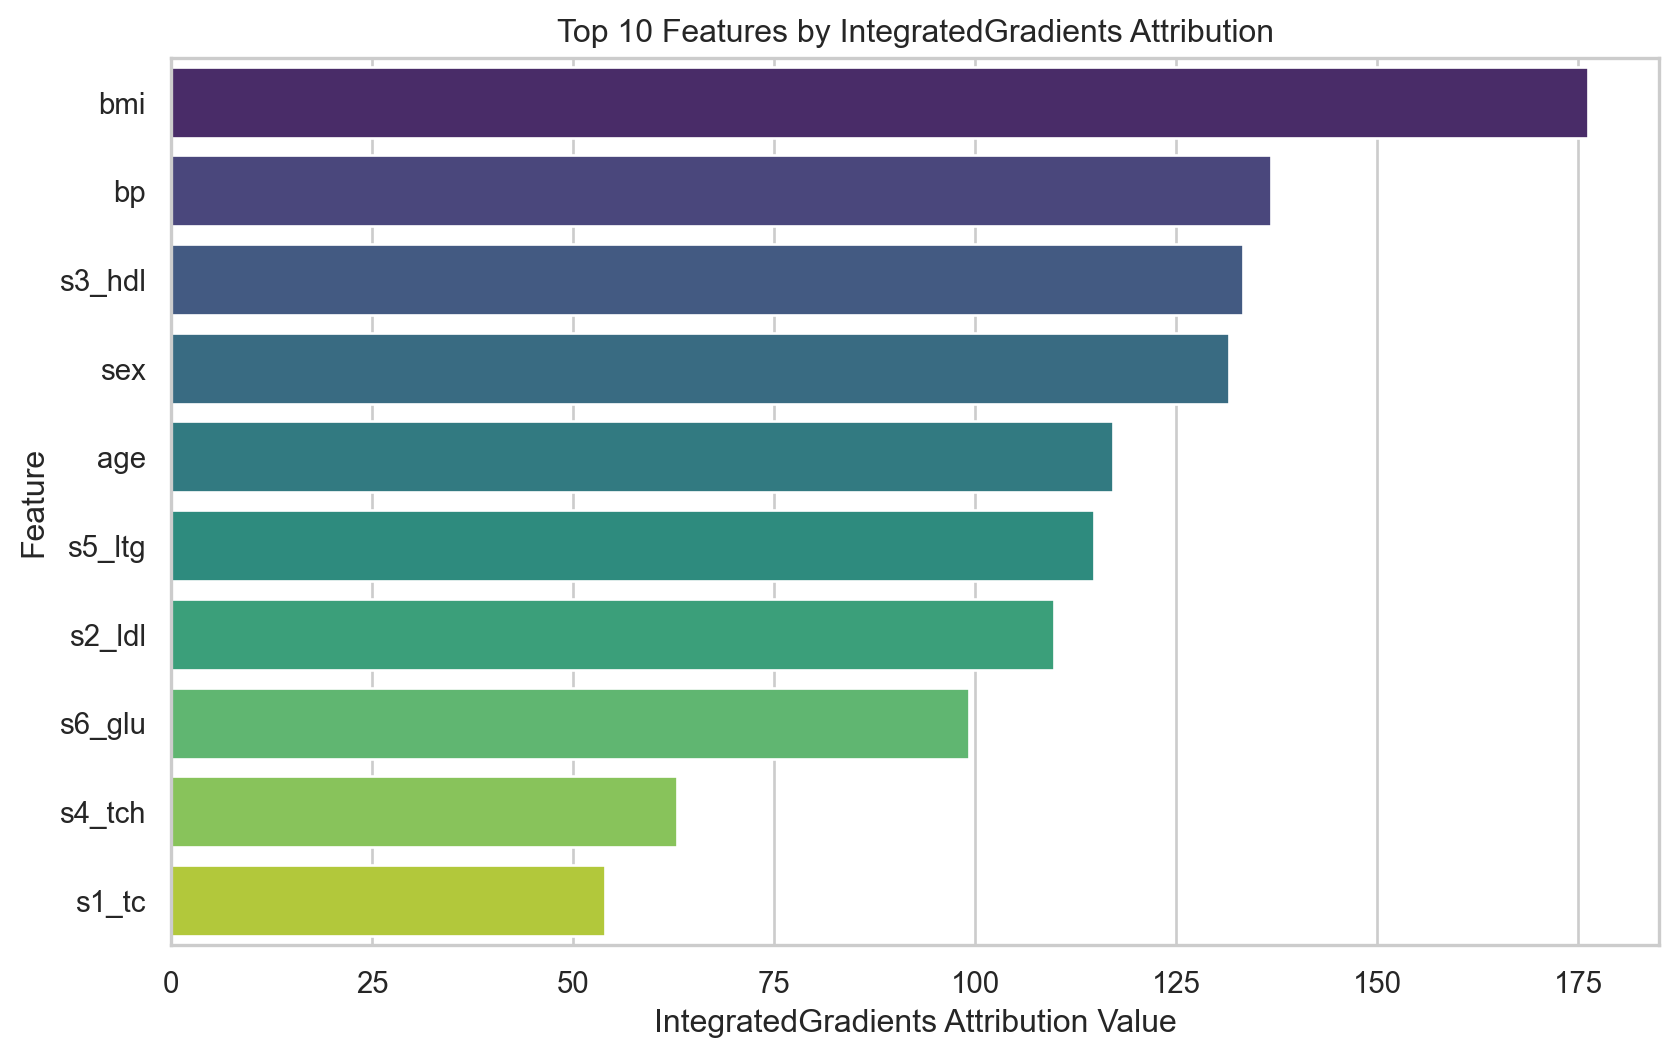 Top 10 Features by IntegratedGradients Attribution
bmi
bp
s3_hdl
sex
age
s5_ltg
s2_ldl
s6_glu
s4_tch
s1_tc
Feature
0 25 50 75 100 125 150 175
IntegratedGradients Attribution Value